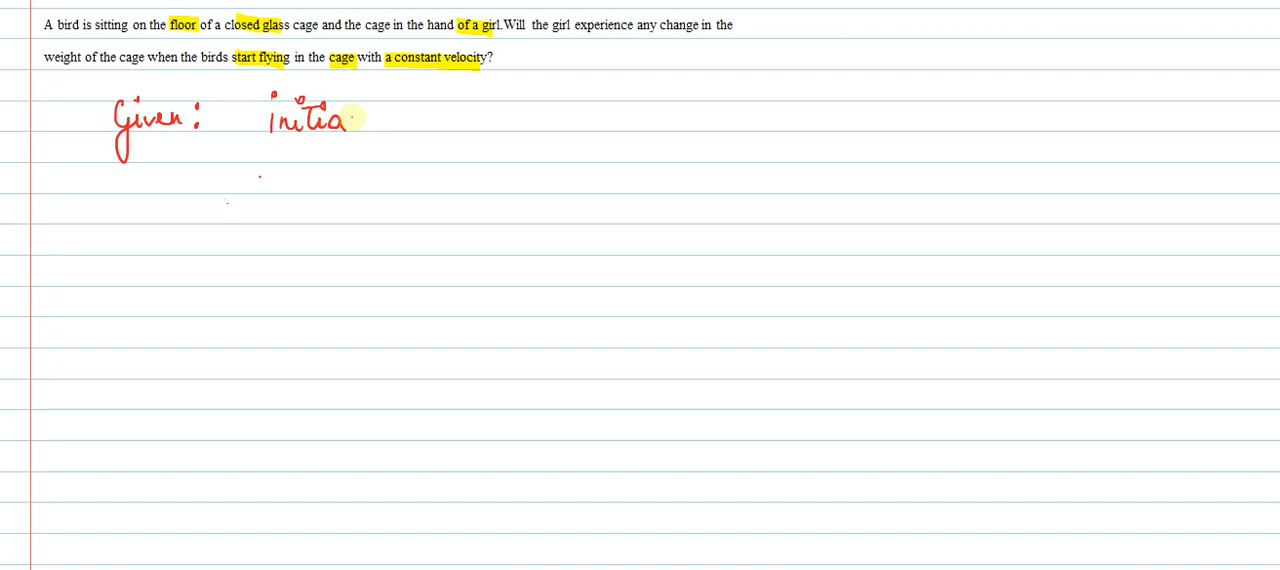 A bird is sitting on the floor of a closed glass cage and the cage in the hand of a girl.Will the girl experience any change in the
weight of the cage when the birds start flying in the cage with a constant velocity?
Given: initia